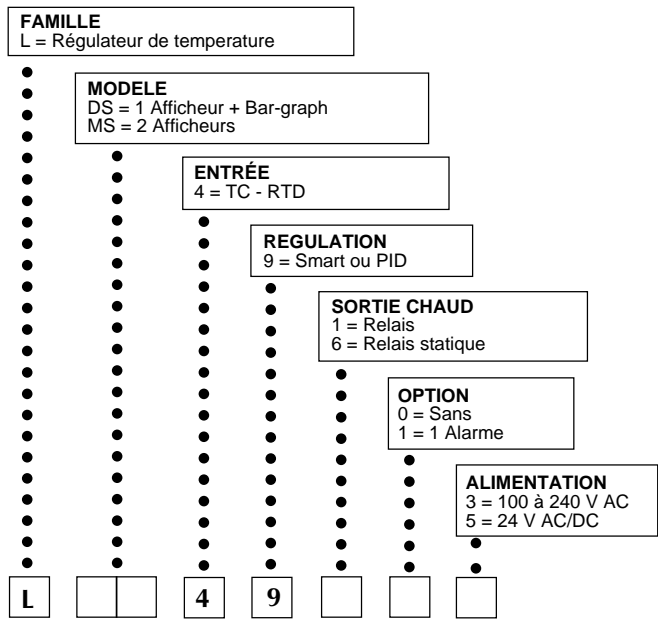 FAMILLE
L = Régulateur de temperature
MODELE
DS = 1 Afficheur + Bar-graph
MS = 2 Afficheurs
ENTRÉE
4 = TC - RTD
REGULATION
9 = Smart ou PID
SORTIE CHAUD
1 = Relais
6 = Relais statique
OPTION
0 = Sans
1 = 1 Alarme
ALIMENTATION
3 = 100 à 240 V AC
5 = 24 V AC/DC
L 4 9